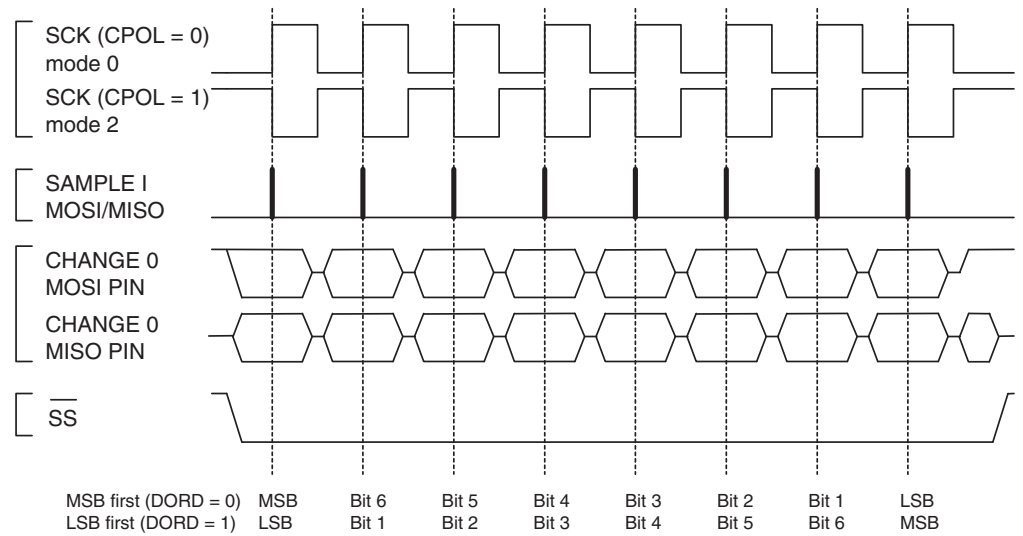 SCK (CPOL = 0)
mode 0
SCK (CPOL = 1)
mode 2
SAMPLE I
MOSI/MISO
CHANGE 0
MOSI PIN
CHANGE 0
MISO PIN
SS
MSB first (DORD = 0) MSB Bit 6 Bit 5 Bit 4 Bit 3 Bit 2 Bit 1 LSB
LSB first (DORD = 1) LSB Bit 1 Bit 2 Bit 3 Bit 4 Bit 5 Bit 6 MSB